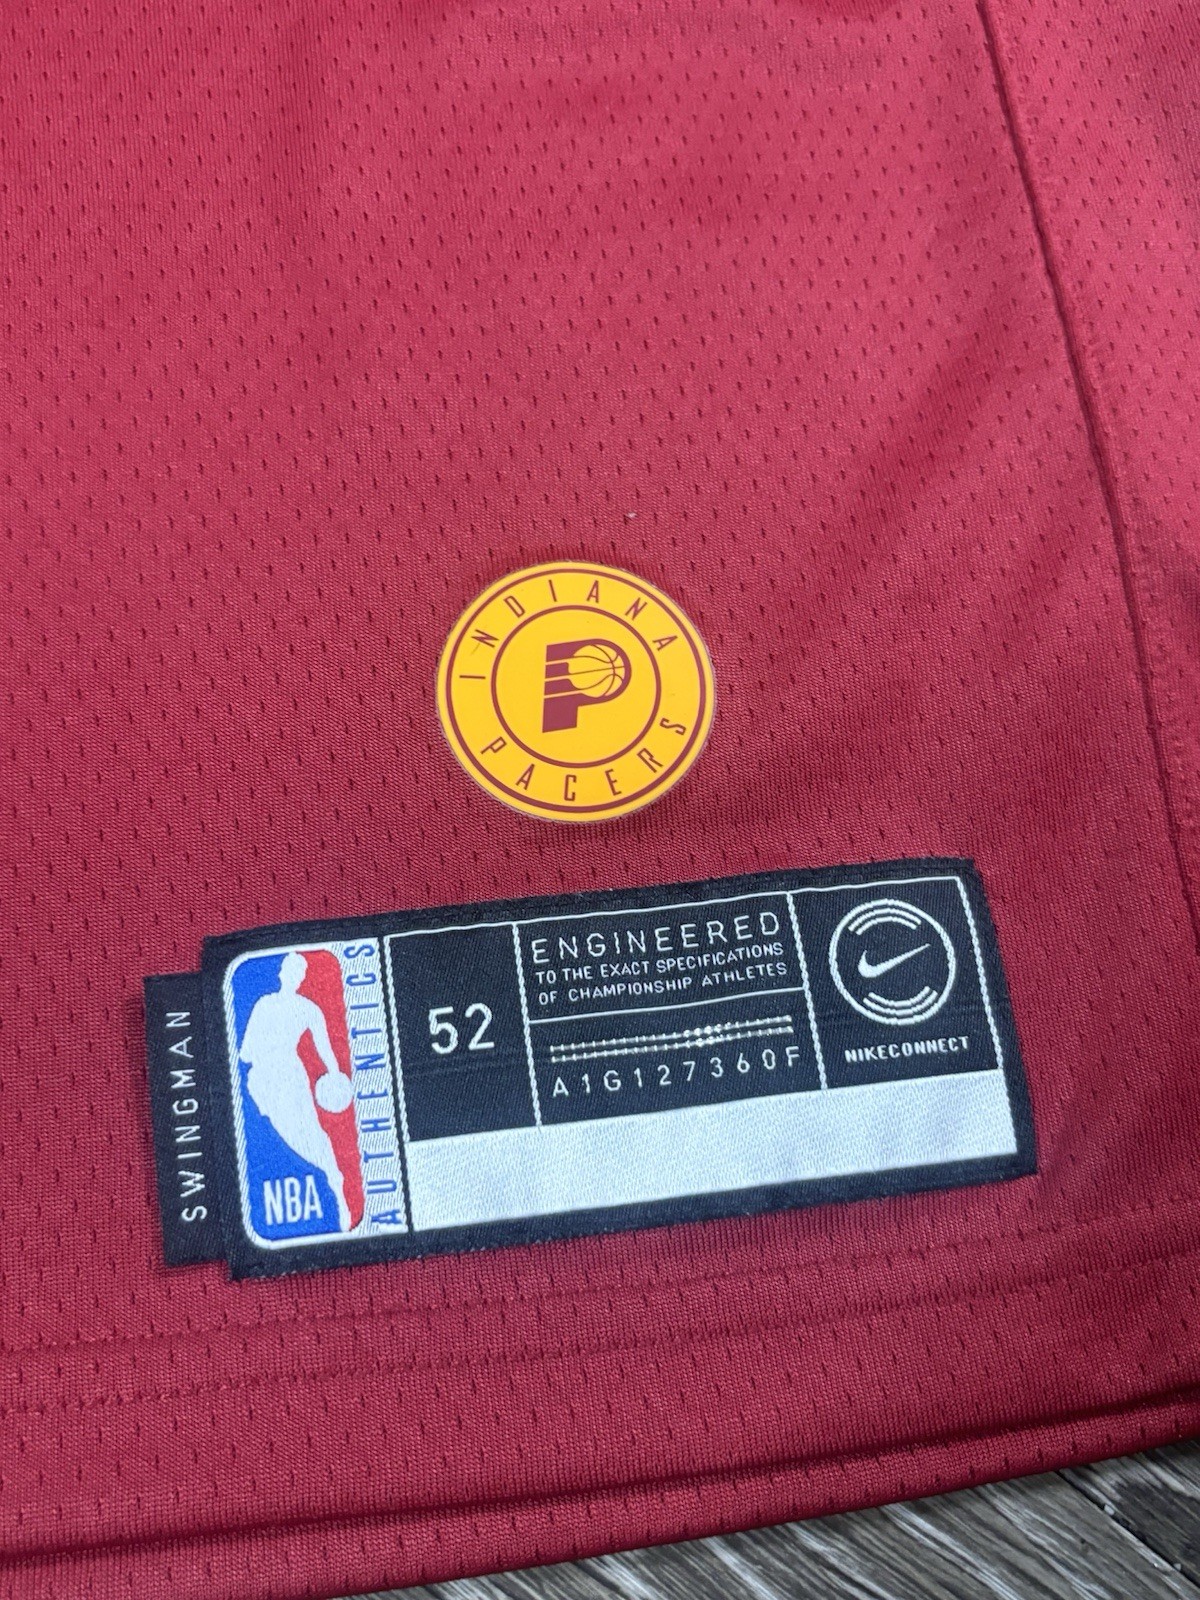 INDIANA
PACERS
SWINGMAN
NBA
AUTHENTICS
52
ENGINEERED
TO THE EXACT SPECIFICATIONS
OF CHAMPIONSHIP ATHLETES
A1G127360F
NIKECONNECT